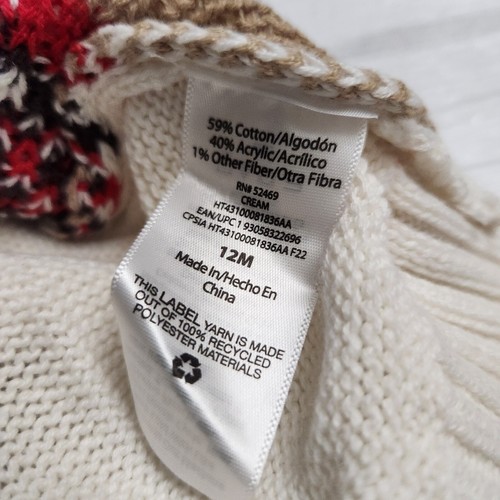 59% Cotton/Algodón
40% Acrylic/Acrílico
1% Other Fiber/Otra Fibra
RN# 52469
CREAM
HT43100081836AA
EAN/UPC 1 93058322696
CPSIA HT43100081836AA F22
12M
Made In/Hecho En
China
THIS LABEL YARN IS MADE
OUT OF 100% RECYCLED
POLYESTER MATERIALS